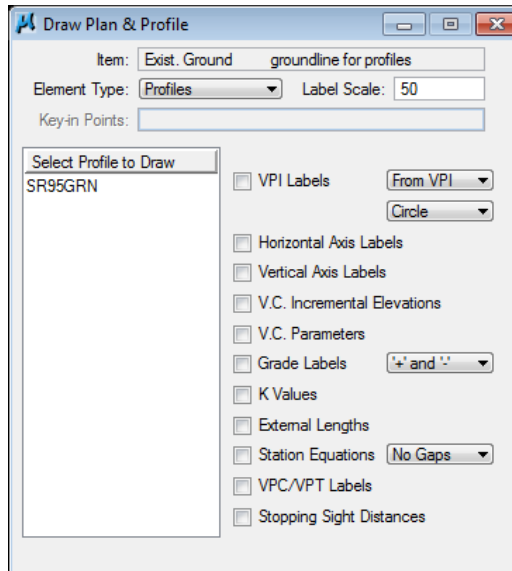 Draw Plan & Profile
Item: Exist. Ground groundline for profiles
Element Type: Profiles Label Scale: 50
Key-in Points:
Select Profile to Draw
SR95GRN
VPI Labels From VPI
Circle
Horizontal Axis Labels
Vertical Axis Labels
V.C. Incremental Elevations
V.C. Parameters
Grade Labels '+' and '-'
K Values
External Lengths
Station Equations No Gaps
VPC/VPT Labels
Stopping Sight Distances